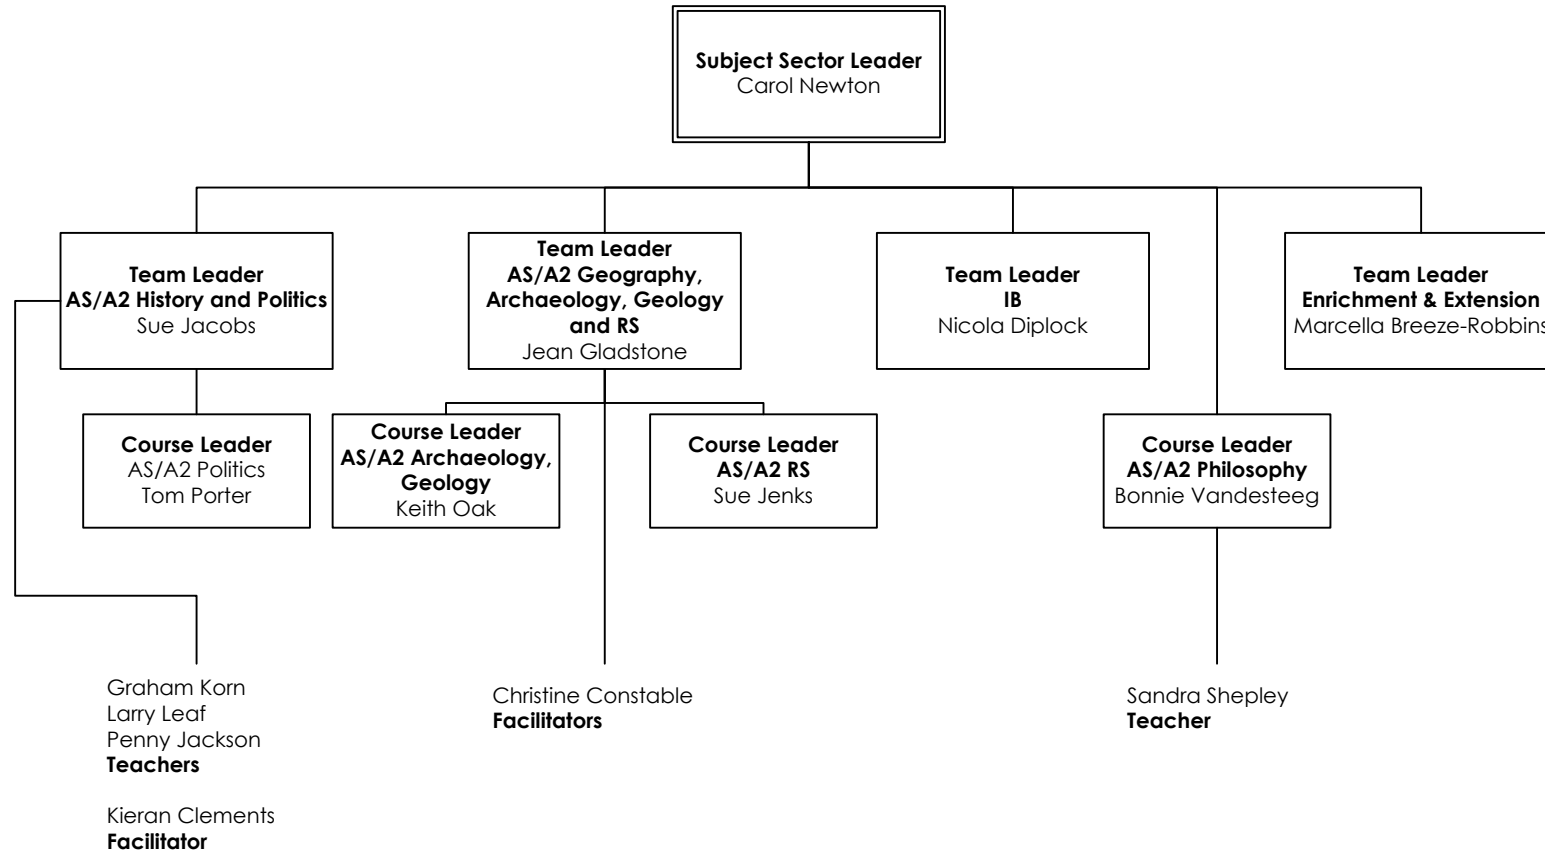 Subject Sector Leader
Carol Newton
Team Leader
AS/A2 History and Politics
Sue Jacobs
Team Leader
AS/A2 Geography,
Archaeology, Geology
and RS
Jean Gladstone
Team Leader
IB
Nicola Diplock
Team Leader
Enrichment & Extension
Marcella Breeze-Robbins
Course Leader
AS/A2 Politics
Tom Porter
Course Leader
AS/A2 Archaeology,
Geology
Keith Oak
Course Leader
AS/A2 RS
Sue Jenks
Course Leader
AS/A2 Philosophy
Bonnie Vandesteeg
Graham Korn
Larry Leaf
Penny Jackson
Teachers
Kieran Clements
Facilitator
Christine Constable
Facilitators
Sandra Shepley
Teacher